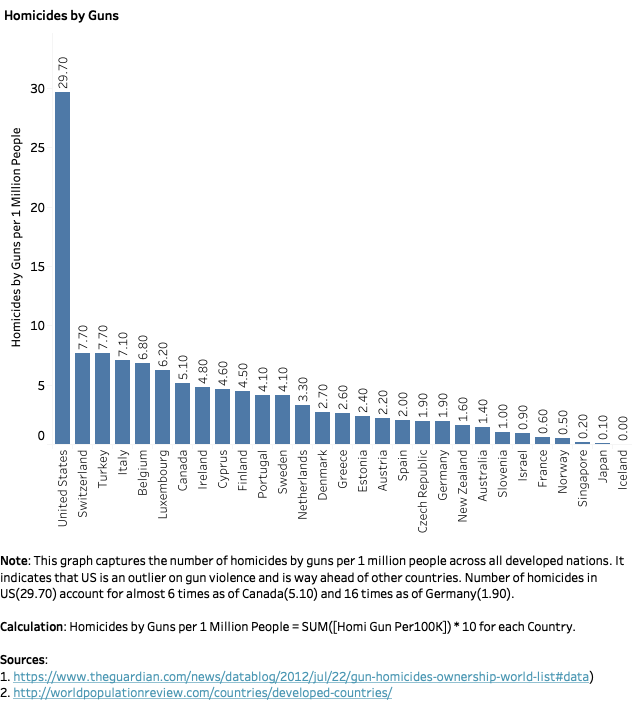 Homicides by Guns
Homicides by Guns per 1 Million People
30
25
20
15
10
5
0
29.70
7.70
7.70
7.10
6.80
6.20
5.10
4.80
4.60
4.50
4.10
4.10
3.30
2.70
2.60
2.40
2.20
2.00
1.90
1.90
1.60
1.40
1.00
0.90
0.60
0.50
0.20
0.10
0.00
United States
Switzerland
Turkey
Italy
Belgium
Luxembourg
Canada
Ireland
Cyprus
Finland
Portugal
Sweden
Netherlands
Denmark
Greece
Estonia
Austria
Spain
Czech Republic
Germany
New Zealand
Australia
Slovenia
Israel
France
Norway
Singapore
Japan
Iceland
Note: This graph captures the number of homicides by guns per 1 million people across all developed nations. It
indicates that US is an outlier on gun violence and is way ahead of other countries. Number of homicides in
US(29.70) account for almost 6 times as of Canada(5.10) and 16 times as of Germany(1.90).
Calculation: Homicides by Guns per 1 Million People = SUM([Homi Gun Per100K]) * 10 for each Country.
Sources:
1. https://www.theguardian.com/news/datablog/2012/jul/22/gun-homicides-ownership-world-list#data)
2. http://worldpopulationreview.com/countries/developed-countries/